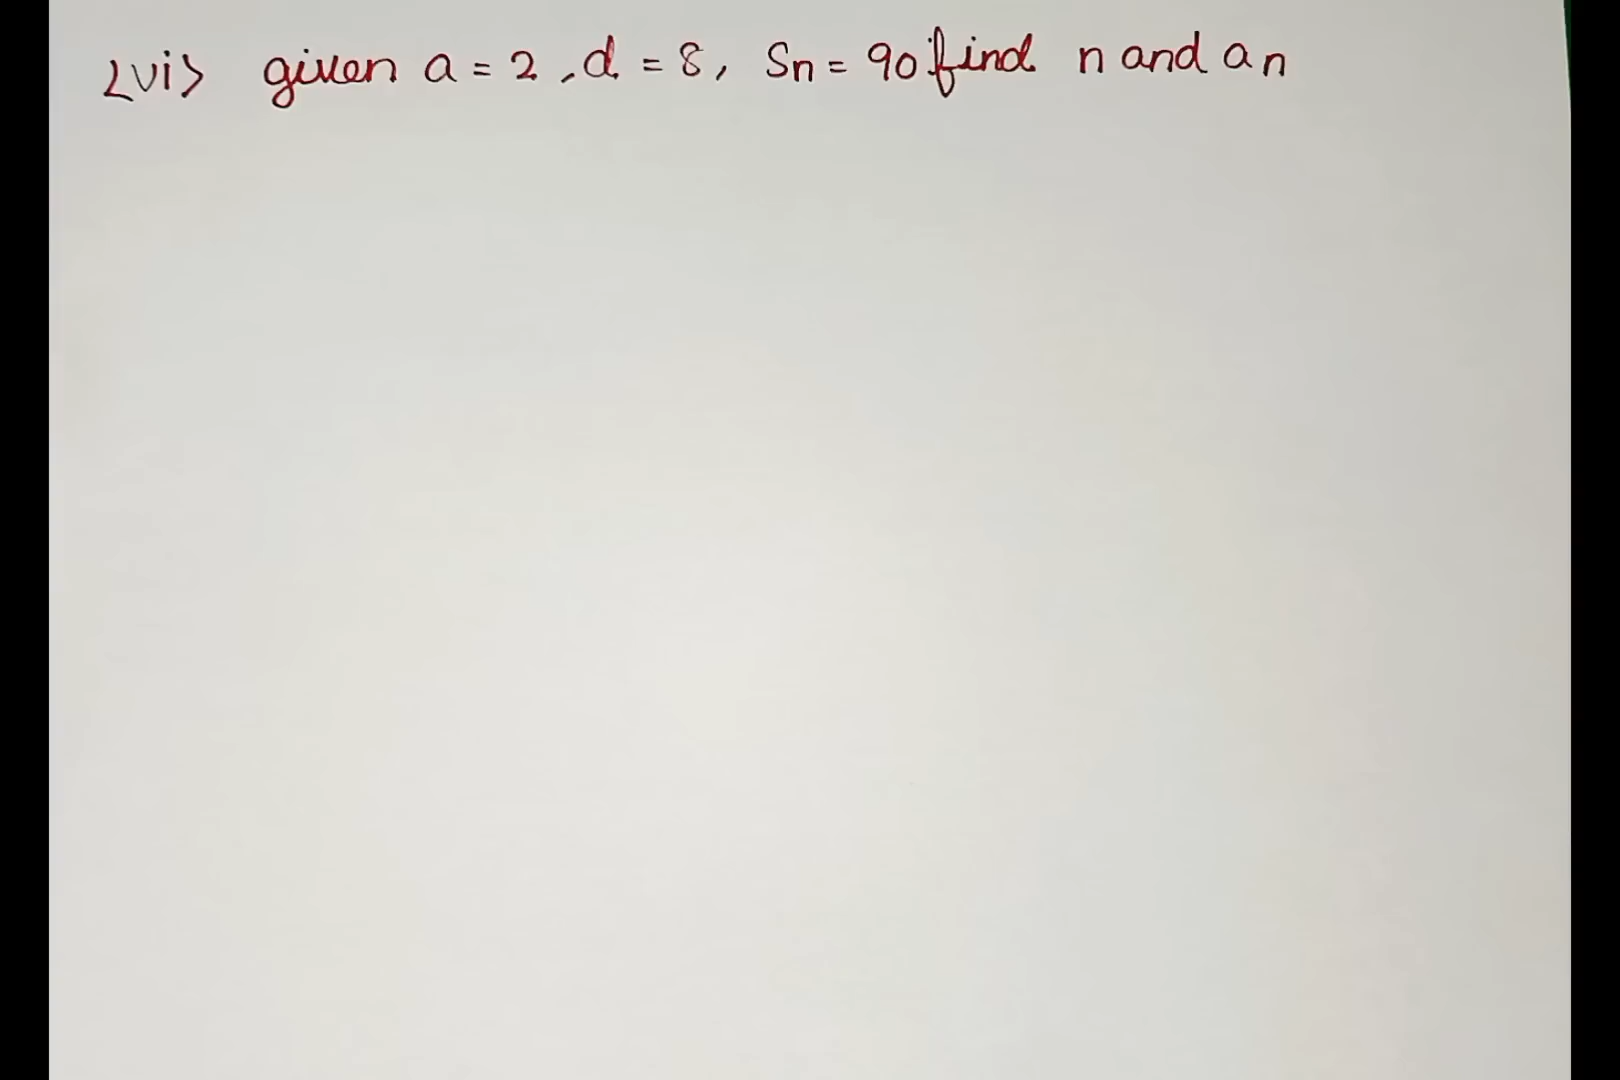 <vi> given a = 2, d = 8, Sn = 90 find n and an